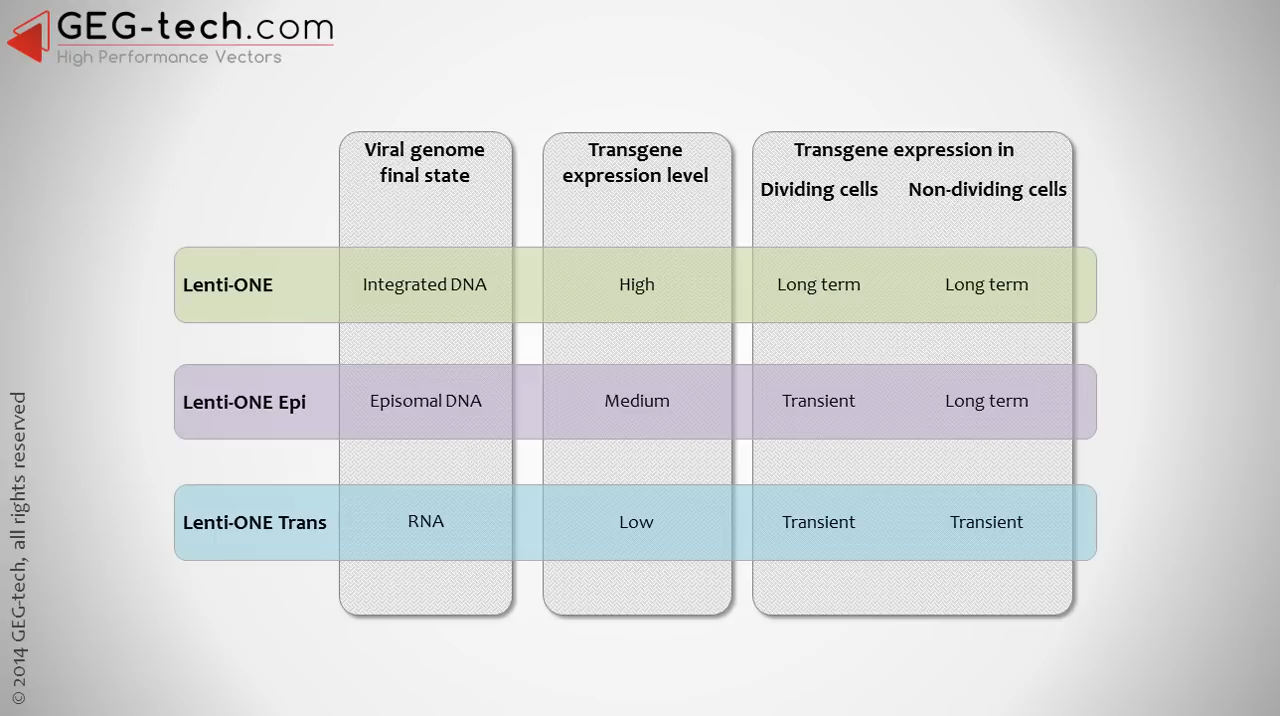 GEG-tech.com
High Performance Vectors
Viral genome
final state
Transgene
expression level
Transgene expression in
Dividing cells Non-dividing cells
Lenti-ONE Integrated DNA High Long term Long term
Lenti-ONE Epi Episomal DNA Medium Transient Long term
Lenti-ONE Trans RNA Low Transient Transient
© 2014 GEG-tech, all rights reserved